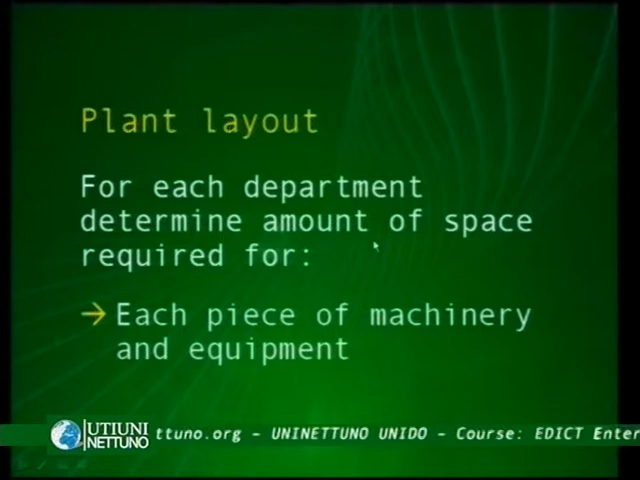 Plant layout
For each department
determine amount of space
required for:
→ Each piece of machinery
and equipment
UTIUNI
NETTUNO
ttuno.org – UNINETTUNO UNIDO – Course: EDICT Enter